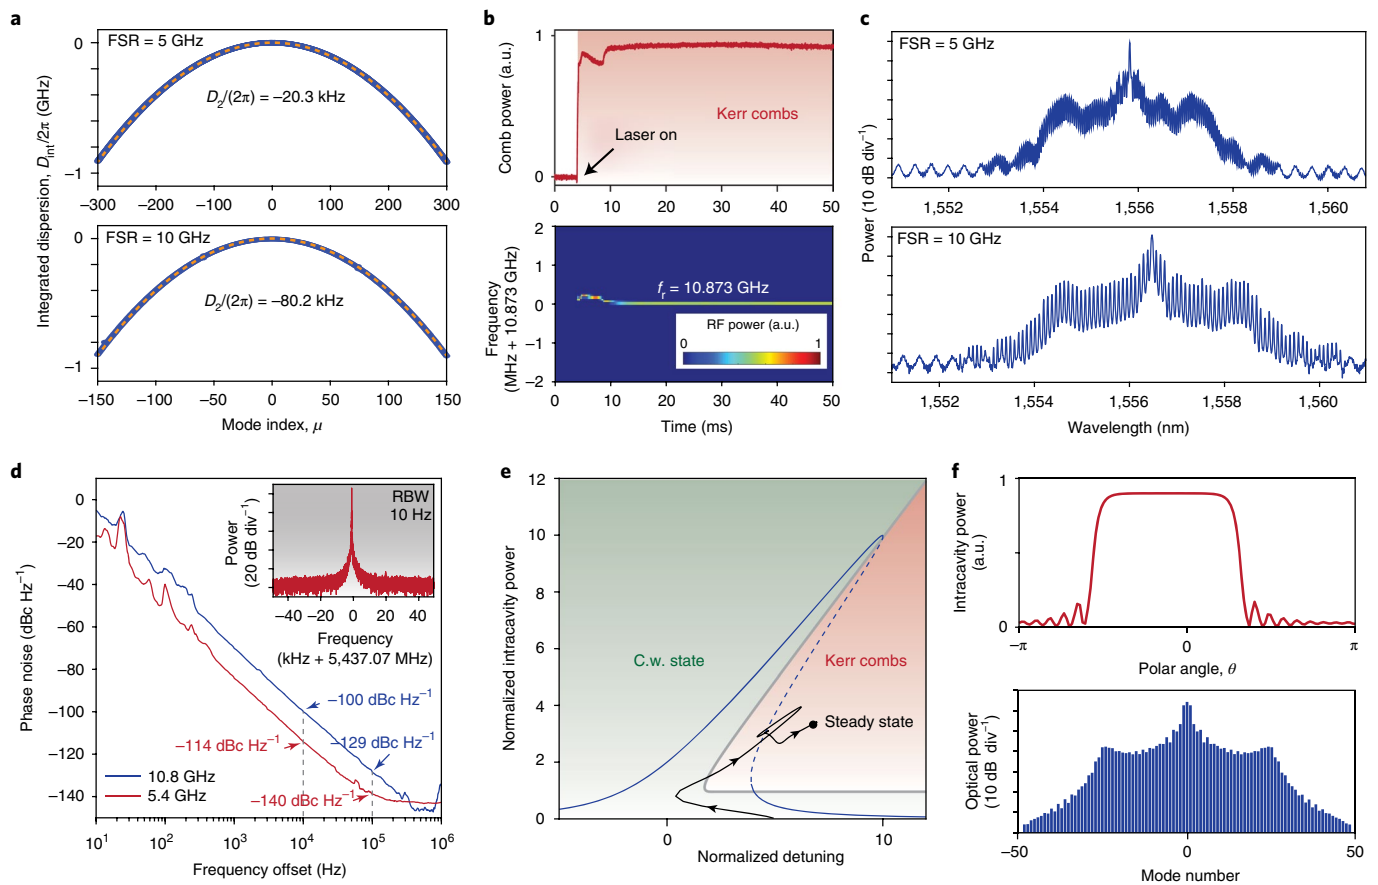 a
FSR = 5 GHz
D2/(2π) = −20.3 kHz
0
−1
−300 −200 −100 0 100 200 300
FSR = 10 GHz
D2/(2π) = −80.2 kHz
0
−1
−150 −100 −50 0 50 100 150
Mode index, μ
Integrated dispersion, Dint/2π (GHz)
b
1
0
Comb power (a.u.)
Laser on
Kerr combs
0 10 20 30 40 50
2
1
0
−1
−2
Frequency
(MHz + 10.873 GHz)
fr = 10.873 GHz
RF power (a.u.)
0 1
0 10 20 30 40 50
Time (ms)
c
FSR = 5 GHz
1,552 1,554 1,556 1,558 1,560
FSR = 10 GHz
1,552 1,554 1,556 1,558 1,560
Wavelength (nm)
Power (10 dB div−1)
d
0
−20
−40
−60
−80
−100
−120
−140
Phase noise (dBc Hz−1)
RBW
10 Hz
Power
(20 dB div−1)
−40 −20 0 20 40
Frequency
(kHz + 5,437.07 MHz)
−100 dBc Hz−1
−114 dBc Hz−1
−129 dBc Hz−1
−140 dBc Hz−1
10.8 GHz
5.4 GHz
101 102 103 104 105 106
Frequency offset (Hz)
e
12
10
8
6
4
2
0
Normalized intracavity power
C.w. state
Kerr combs
Steady state
0 10
Normalized detuning
f
1
0
Intracavity power
(a.u.)
−π 0 π
Polar angle, θ
Optical power
(10 dB div−1)
−50 0 50
Mode number